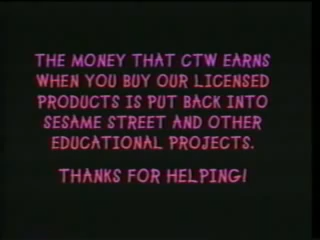 THE MONEY THAT CTW EARNS
WHEN YOU BUY OUR LICENSED
PRODUCTS IS PUT BACK INTO
SESAME STREET AND OTHER
EDUCATIONAL PROJECTS.
THANKS FOR HELPING!